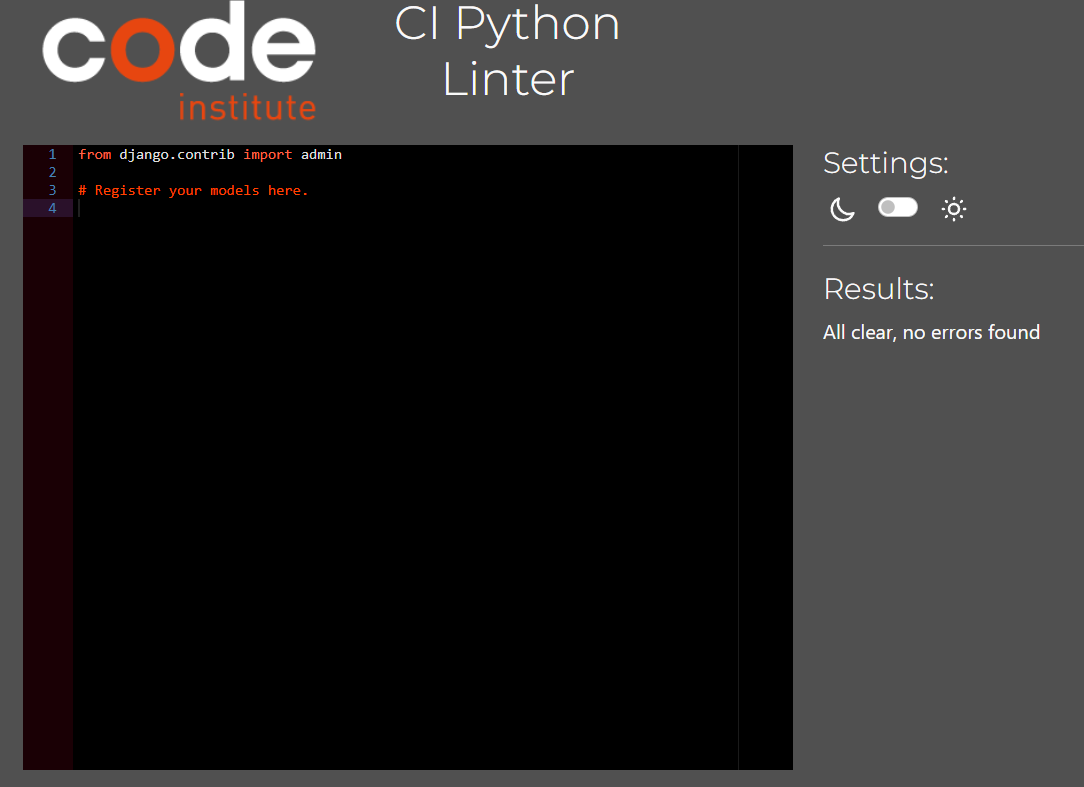 code
institute
CI Python
Linter
1 from django.contrib import admin
2
3 # Register your models here.
4
Settings:
Results:
All clear, no errors found